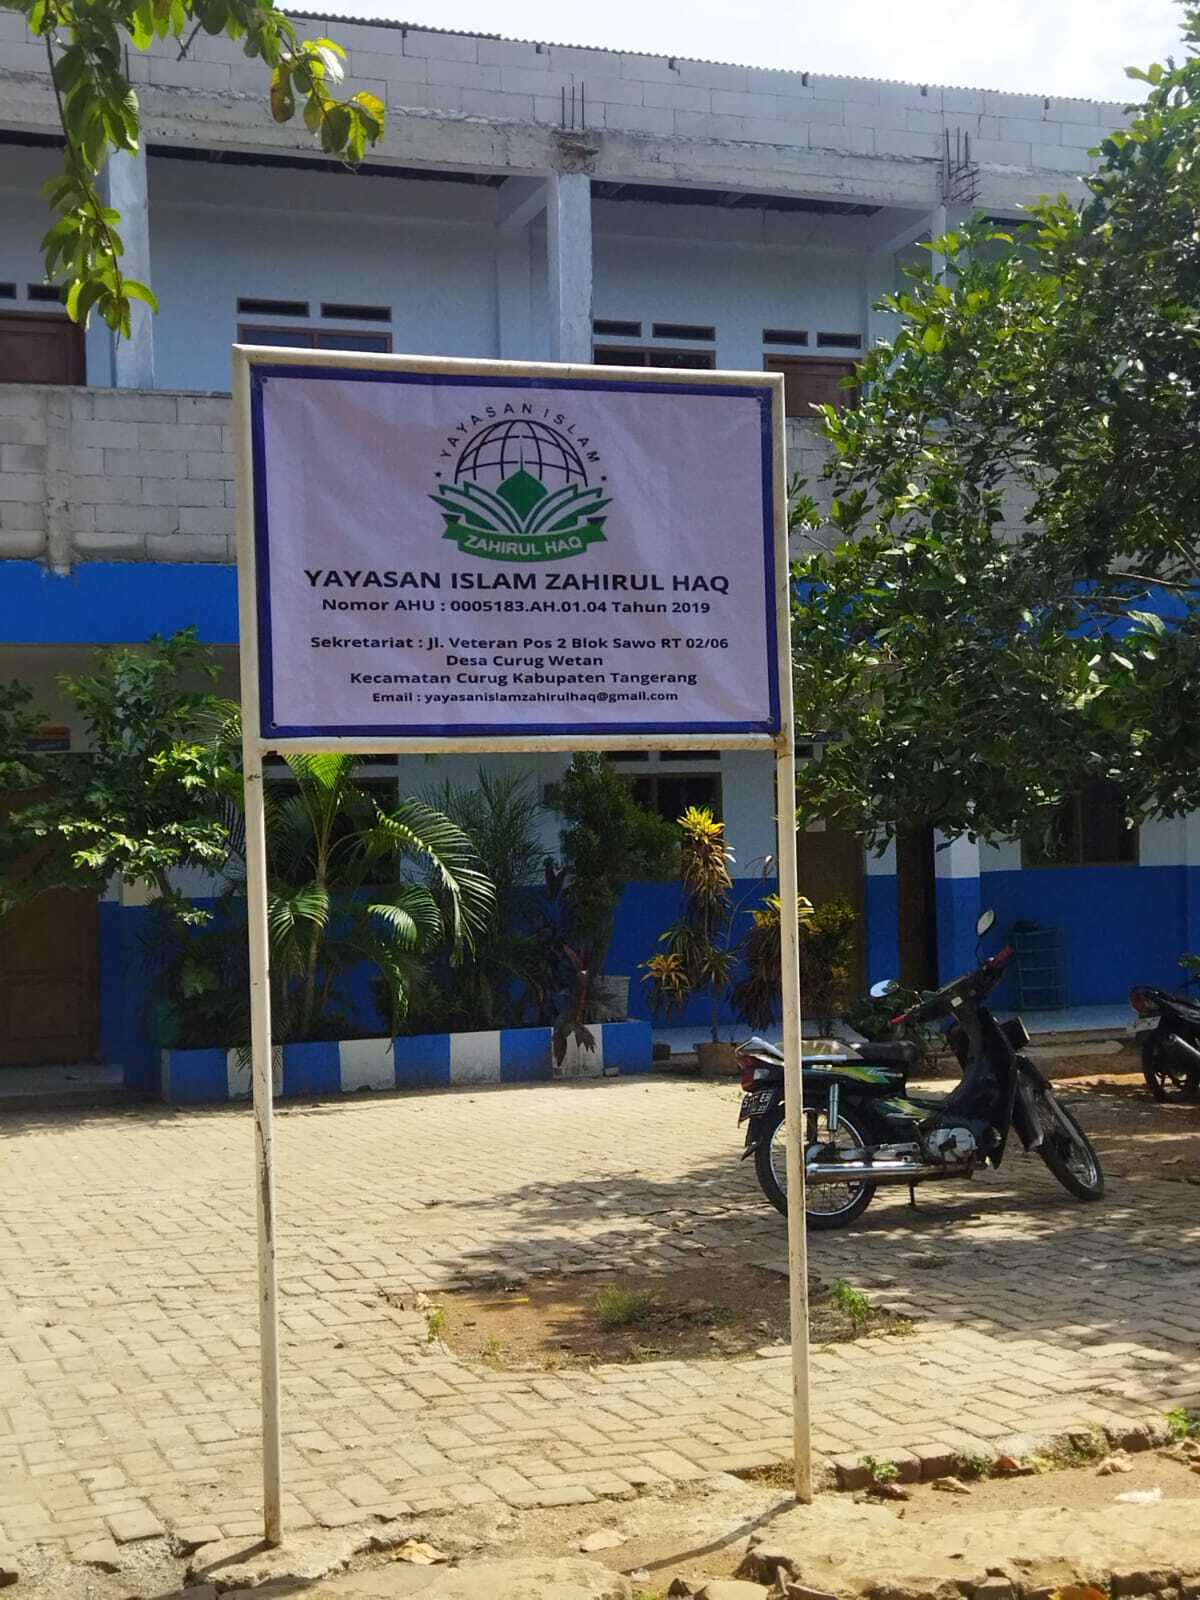 YAYASAN ISLAM
ZAHIRUL HAQ
YAYASAN ISLAM ZAHIRUL HAQ
Nomor AHU : 0005183.AH.01.04 Tahun 2019
Sekretariat : Jl. Veteran Pos 2 Blok Sawo RT 02/06
Desa Curug Wetan
Kecamatan Curug Kabupaten Tangerang
Email : yayasanislamzahirulhaq@gmail.com